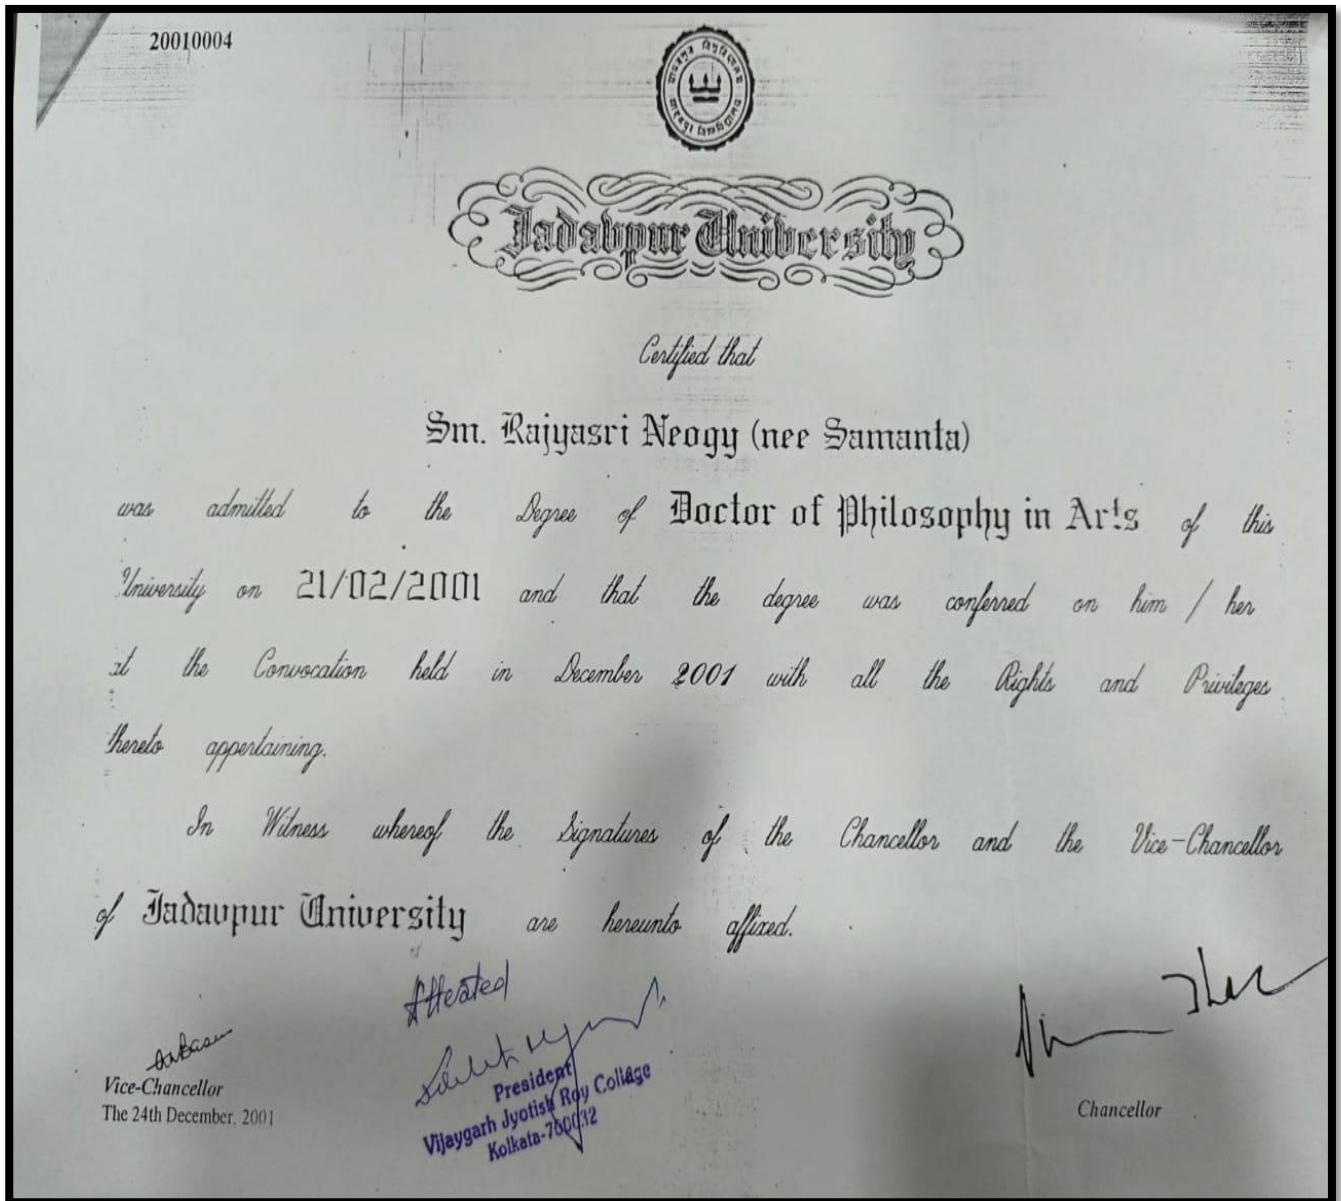 20010004
যাদবপুর বিশ্ববিদ্যালয়
Jadavpur University
Certified that
Sm. Rajyasri Neogy (nee Samanta)
was admitted to the Degree of Doctor of Philosophy in Arts of this
University on 21/02/2001 and that the degree was conferred on him / her
at the Convocation held in December 2001 with all the Rights and Privileges
thereto appertaining.
In Witness whereof the Signatures of the Chancellor and the Vice-Chancellor
of Jadavpur University are hereunto affixed.
Attested
Vice-Chancellor
The 24th December, 2001
President
Vijaygarh Jyotish Roy College
Kolkata-700032
Chancellor